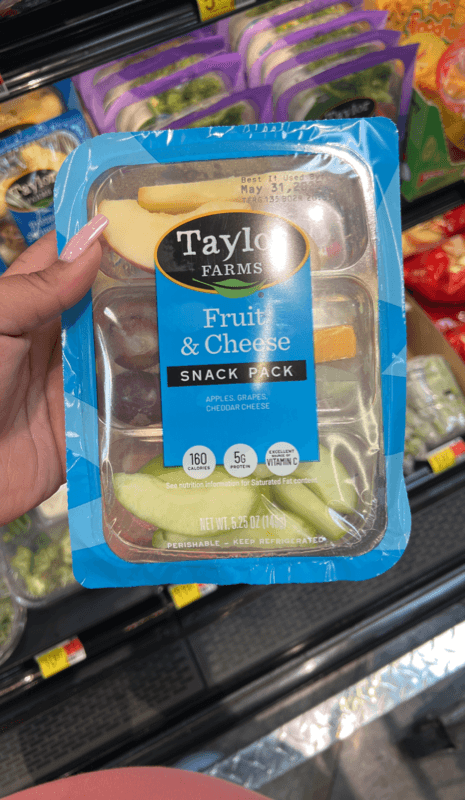 Best If Used By
May 31, 
Taylor
FARMS
Fruit
& Cheese
SNACK PACK
APPLES, GRAPES,
CHEDDAR CHEESE
160
CALORIES
5G
PROTEIN
EXCELLENT
SOURCE OF
VITAMIN C
See nutrition information for Saturated Fat content.
NET WT. 5.25 OZ
PERISHABLE – KEEP REFRIGERATED
Taylor
Taylor